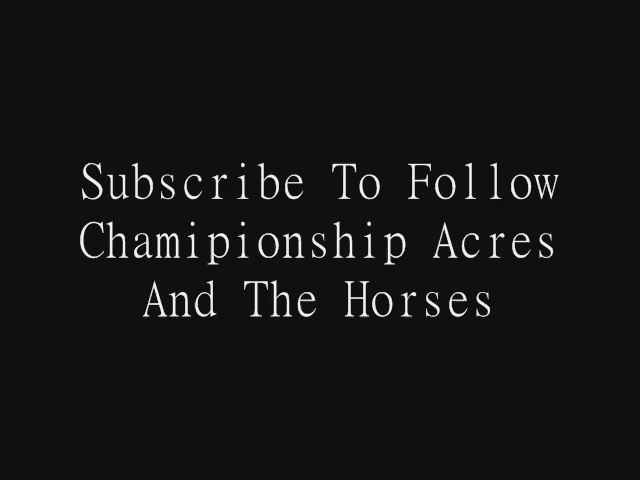 Subscribe To Follow
Chamipionship Acres
And The Horses